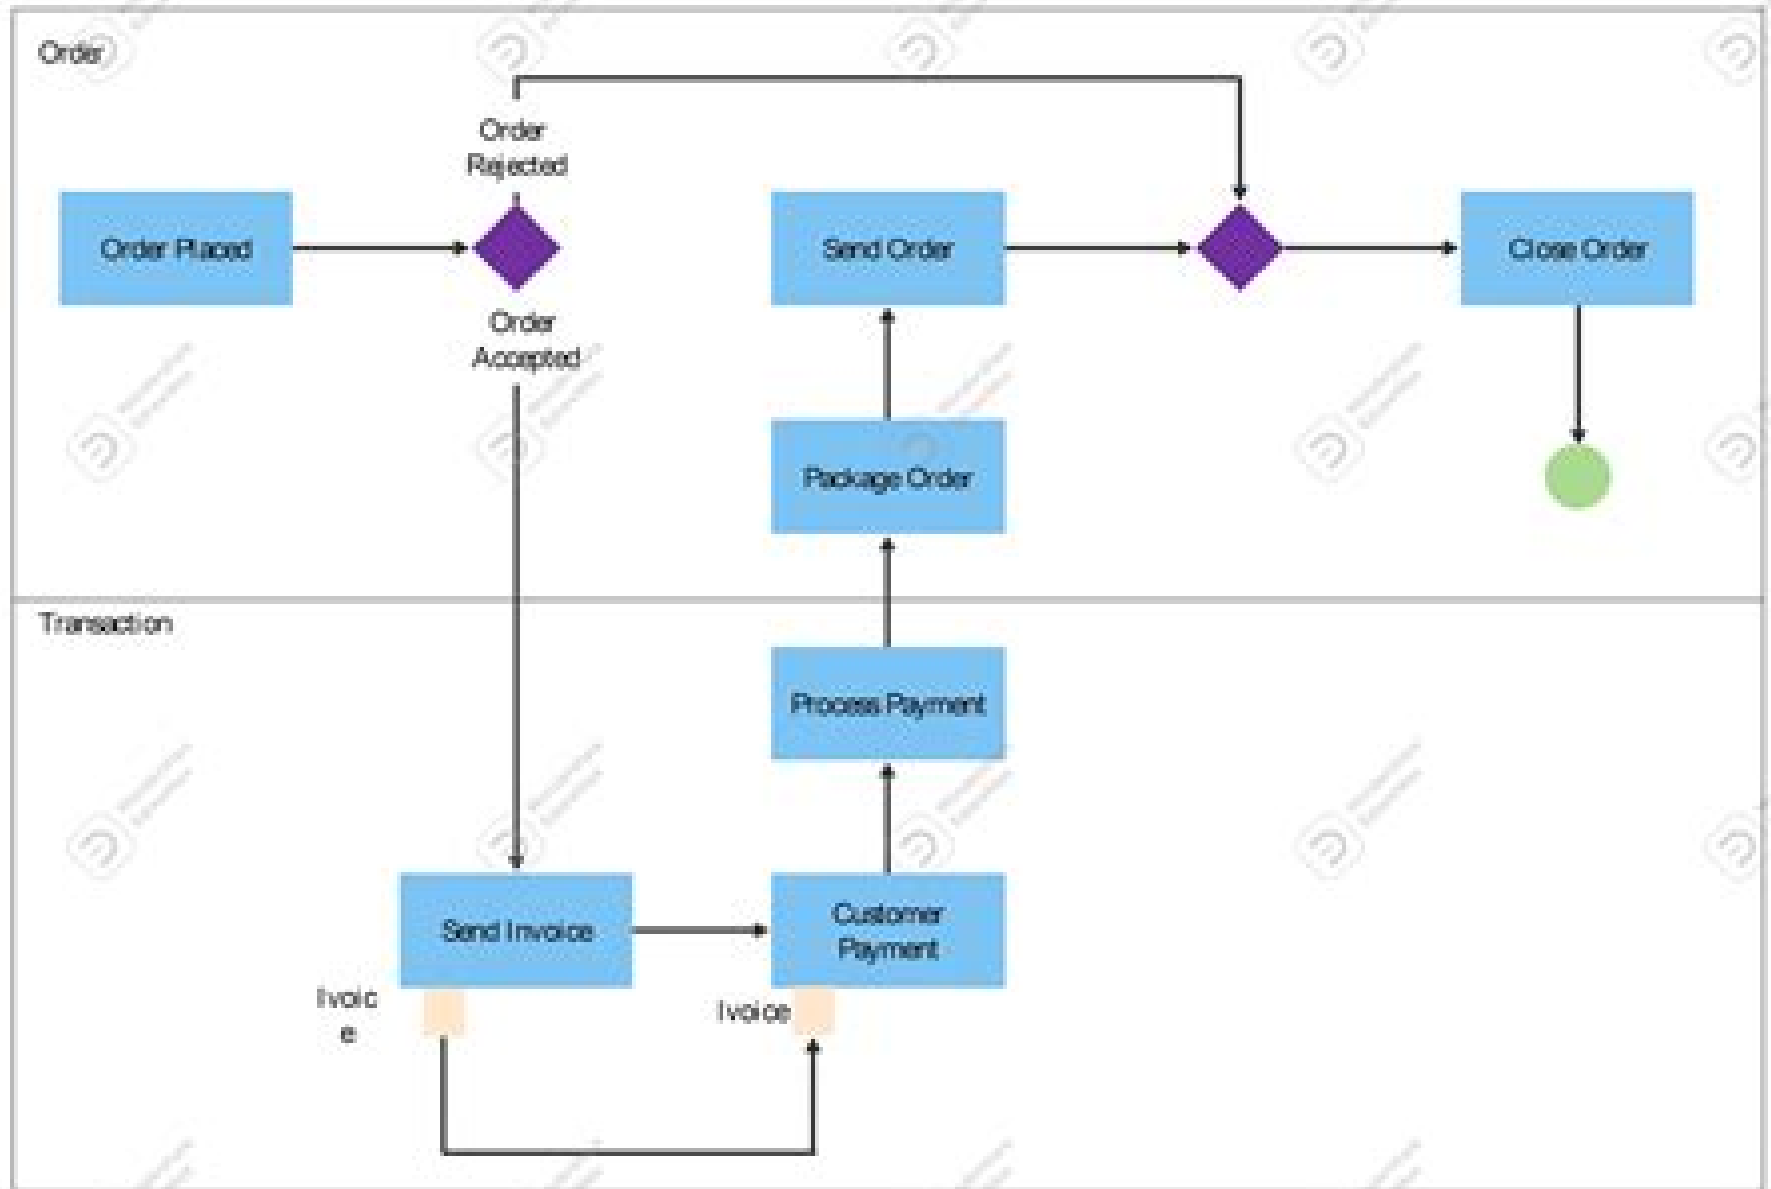 Order
Order
Rejected
Order Placed
Send Order
Close Order
Order
Accepted
Package Order
Transaction
Process Payment
Send Invoice
Customer
Payment
Ivoic
e
Ivoice